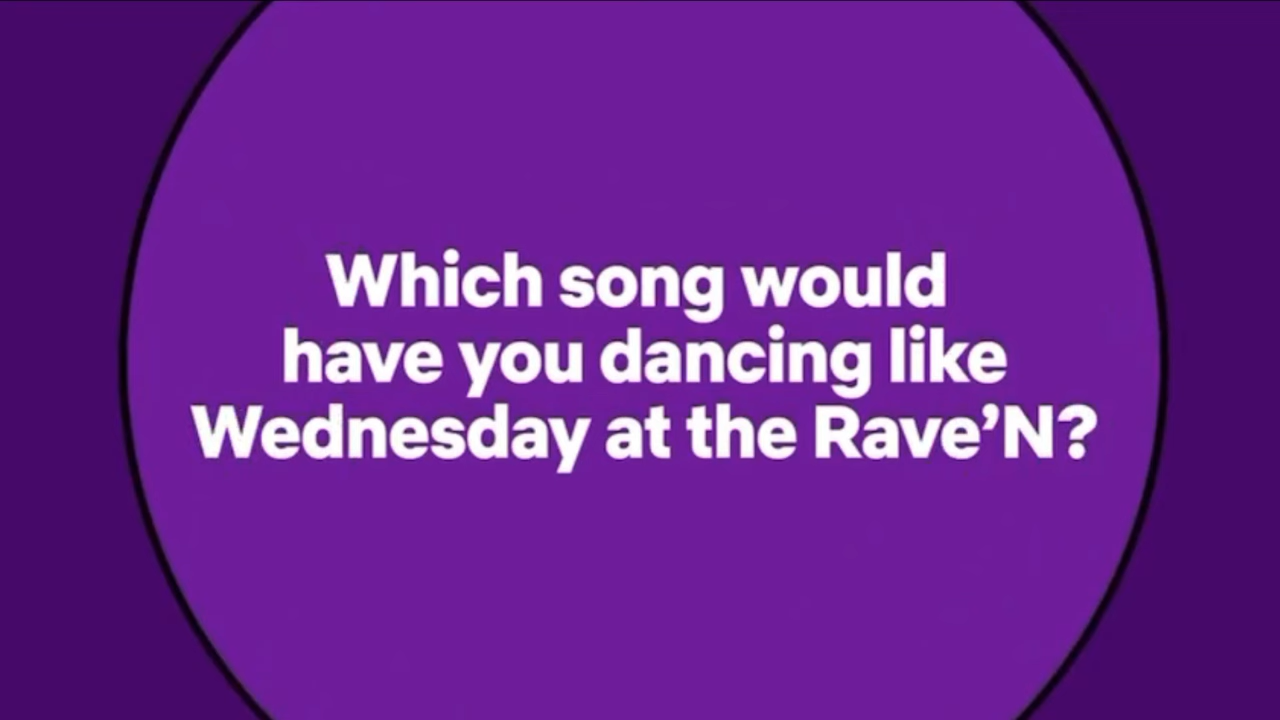 Which song would
have you dancing like
Wednesday at the Rave’N?